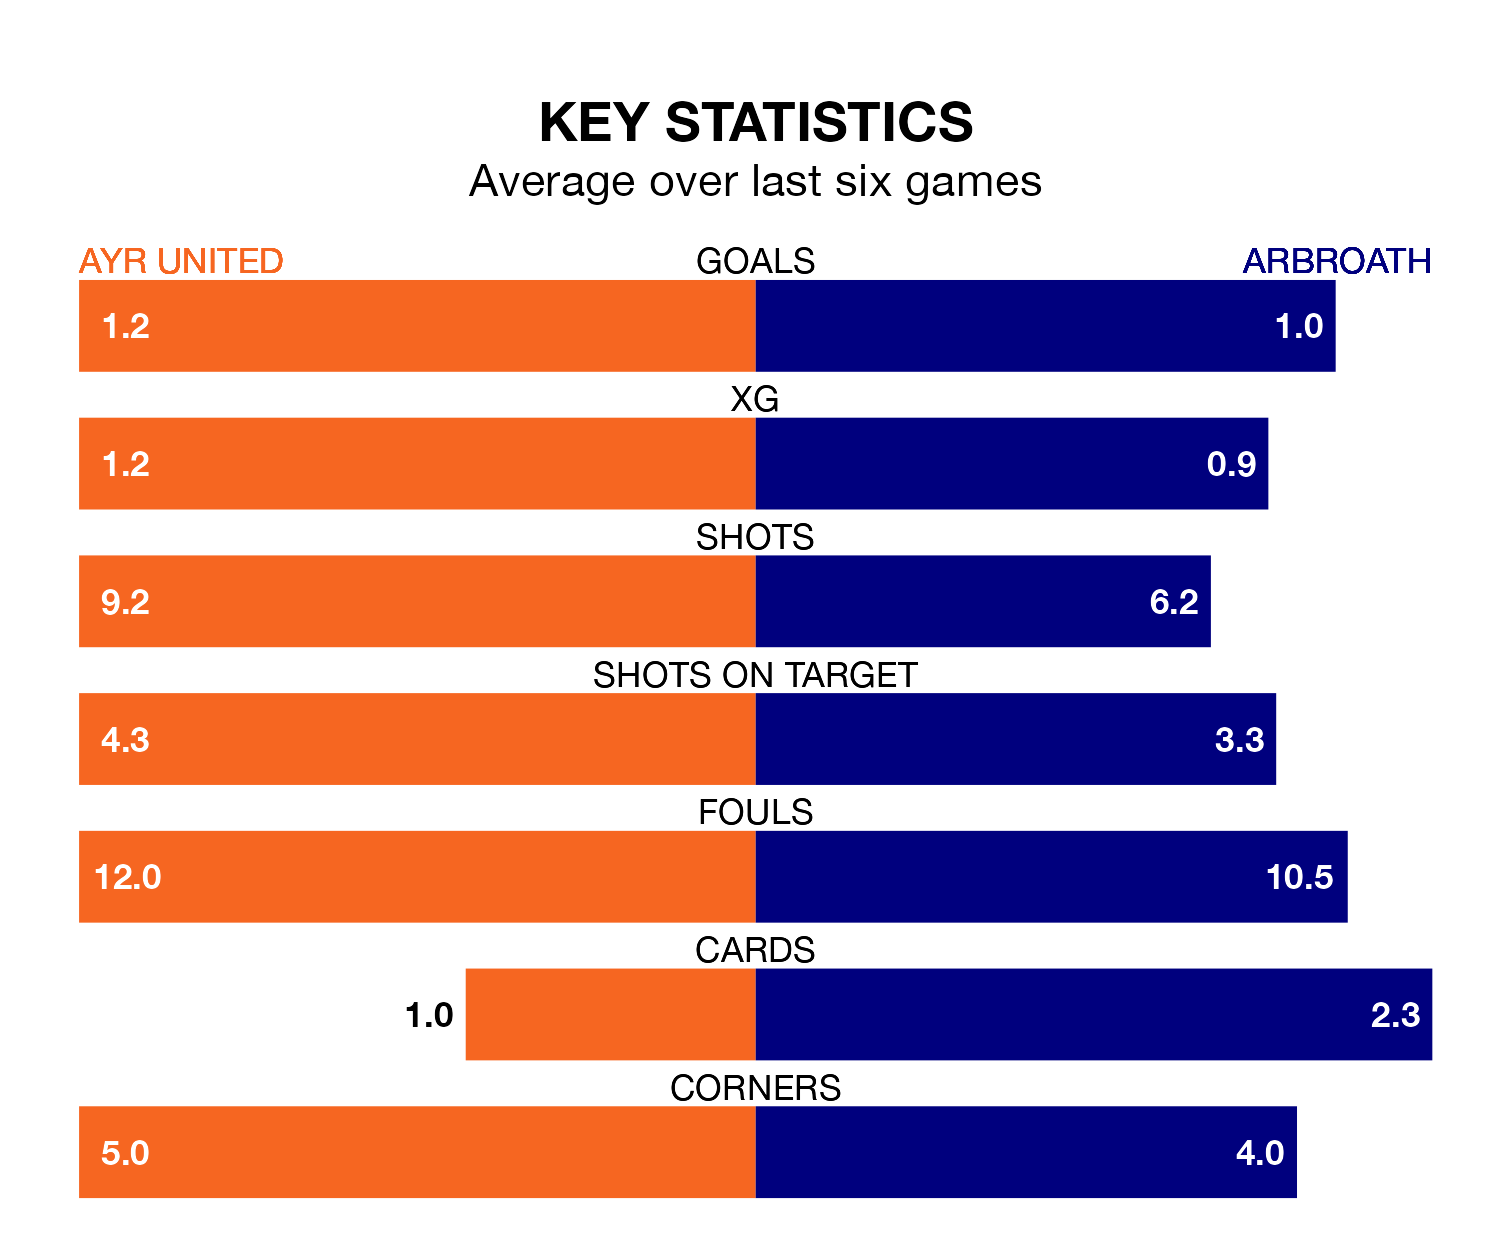 KEY STATISTICS
Average over last six games
AYR UNITED GOALS ARBROATH
1.2 1.0
XG
1.2 0.9
SHOTS
9.2 6.2
SHOTS ON TARGET
4.3 3.3
FOULS
12.0 10.5
CARDS
1.0 2.3
CORNERS
5.0 4.0